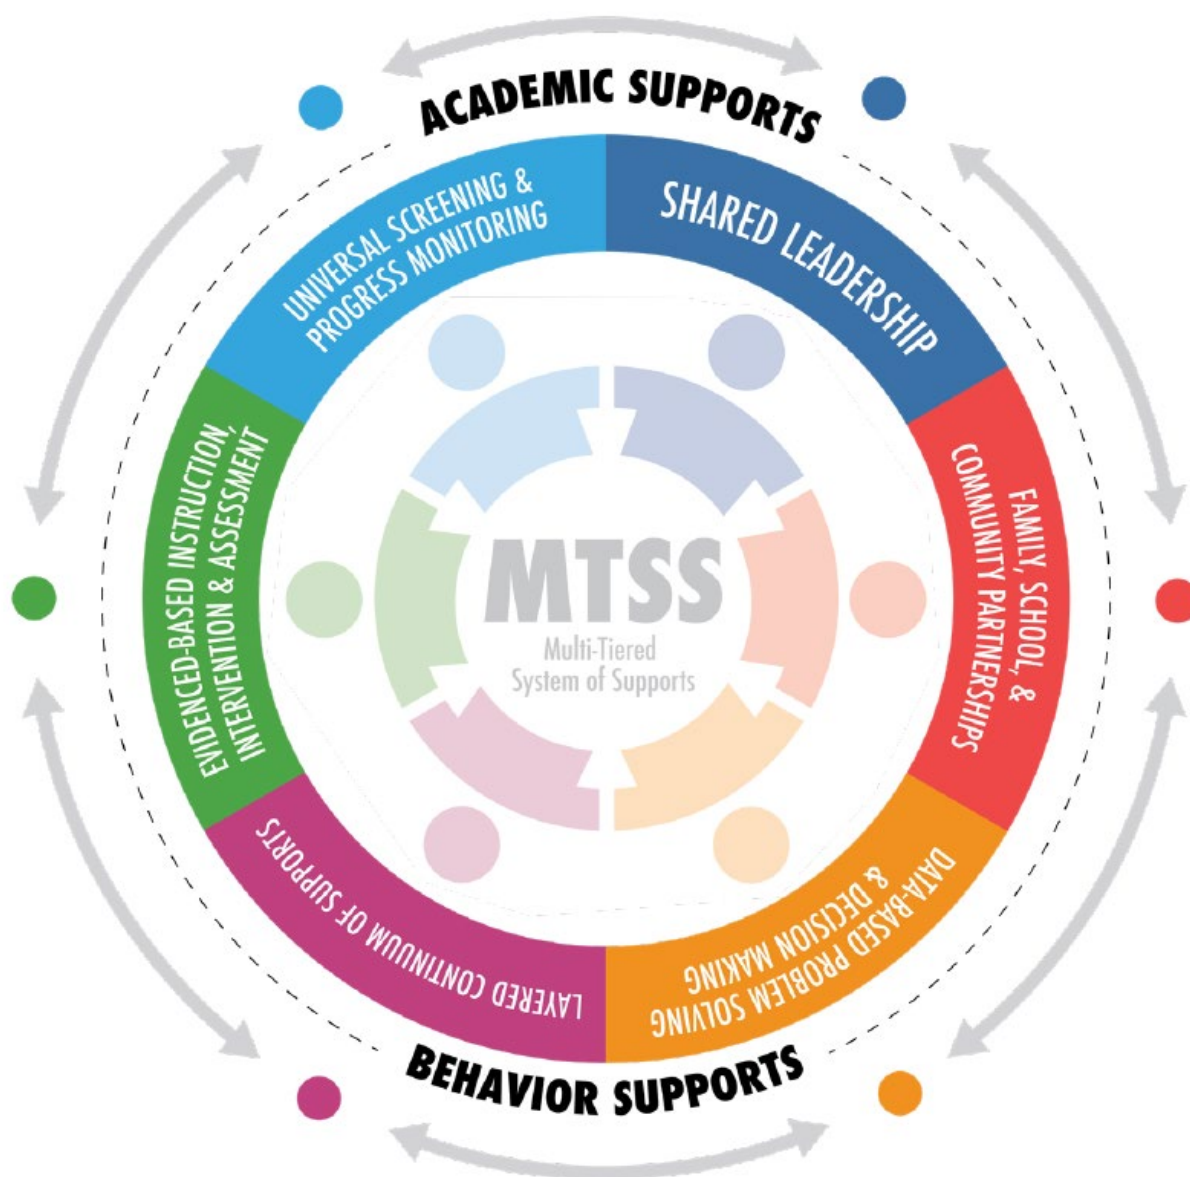 ACADEMIC SUPPORTS
UNIVERSAL SCREENING &
PROGRESS MONITORING
SHARED LEADERSHIP
FAMILY, SCHOOL, &
COMMUNITY PARTNERSHIPS
DATA-BASED PROBLEM SOLVING
& DECISION MAKING
LAYERED CONTINUUM OF SUPPORTS
EVIDENCED-BASED INSTRUCTION,
INTERVENTION & ASSESSMENT
MTSS
Multi-Tiered
System of Supports
BEHAVIOR SUPPORTS